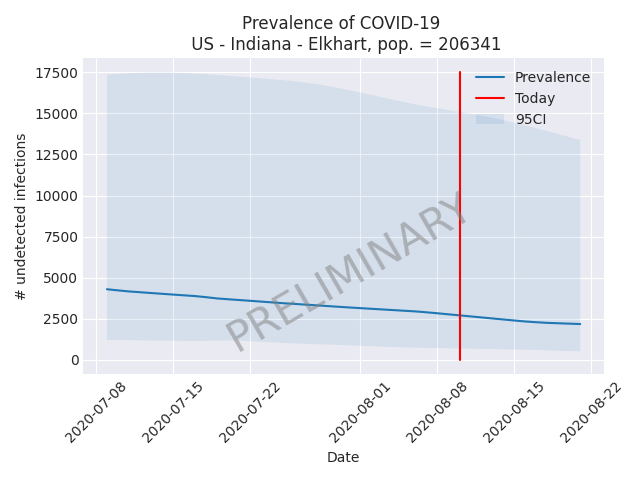 Prevalence of COVID-19
US - Indiana - Elkhart, pop. = 206341
17500
15000
12500
10000
7500
5000
2500
0
# undetected infections
Prevalence
Today
95CI
PRELIMINARY
2020-07-08
2020-07-15
2020-07-22
2020-08-01
2020-08-08
2020-08-15
2020-08-22
Date